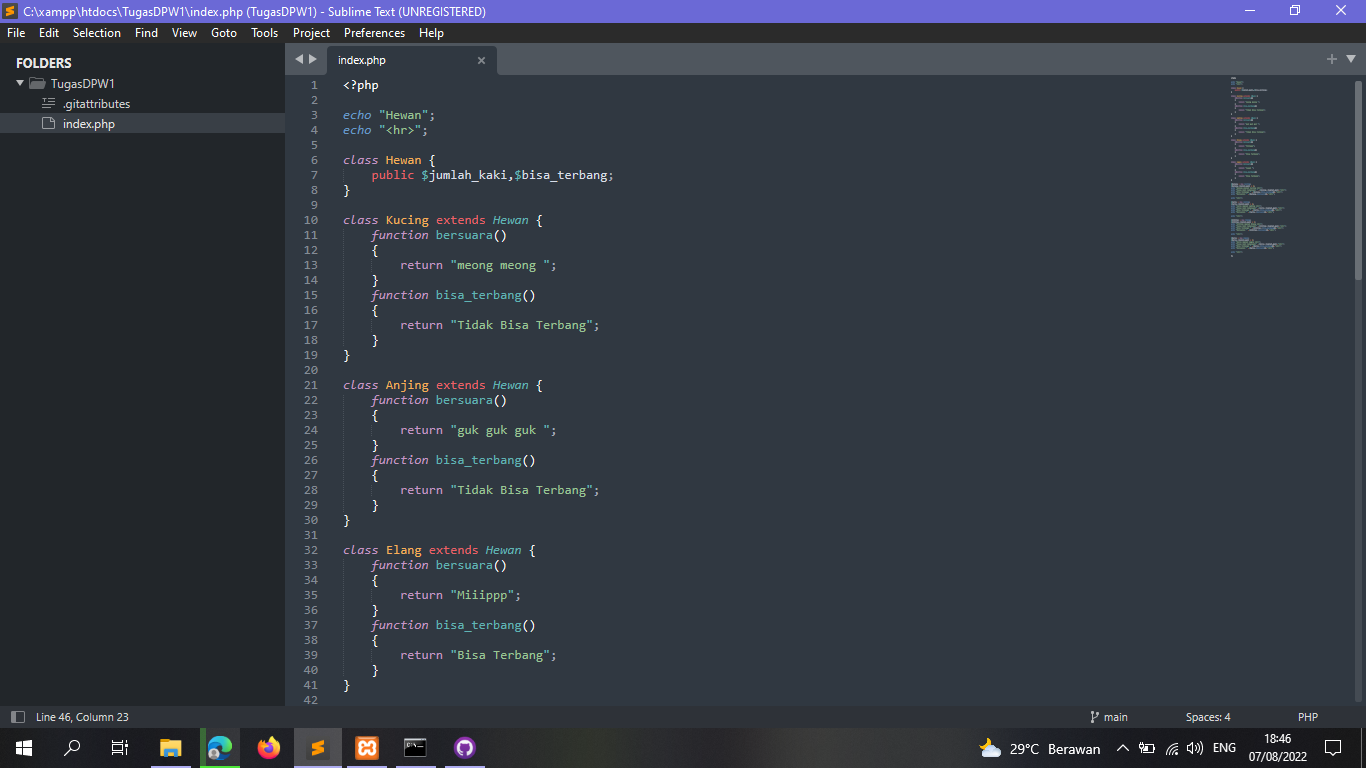 C:\xampp\htdocs\TugasDPW1\index.php (TugasDPW1) - Sublime Text (UNREGISTERED)
File Edit Selection Find View Goto Tools Project Preferences Help
FOLDERS
TugasDPW1
.gitattributes
index.php
index.php
1 <?php
2
3 echo "Hewan";
4 echo "<hr>";
5
6 class Hewan {
7     public $jumlah_kaki,$bisa_terbang;
8 }
9
10 class Kucing extends Hewan {
11     function bersuara()
12     {
13         return "meong meong ";
14     }
15     function bisa_terbang()
16     {
17         return "Tidak Bisa Terbang";
18     }
19 }
20
21 class Anjing extends Hewan {
22     function bersuara()
23     {
24         return "guk guk guk ";
25     }
26     function bisa_terbang()
27     {
28         return "Tidak Bisa Terbang";
29     }
30 }
31
32 class Elang extends Hewan {
33     function bersuara()
34     {
35         return "Miiippp";
36     }
37     function bisa_terbang()
38     {
39         return "Bisa Terbang";
40     }
41 }
42
Line 46, Column 23
main
Spaces: 4
PHP
29°C Berawan
ENG
18:46
07/08/2022